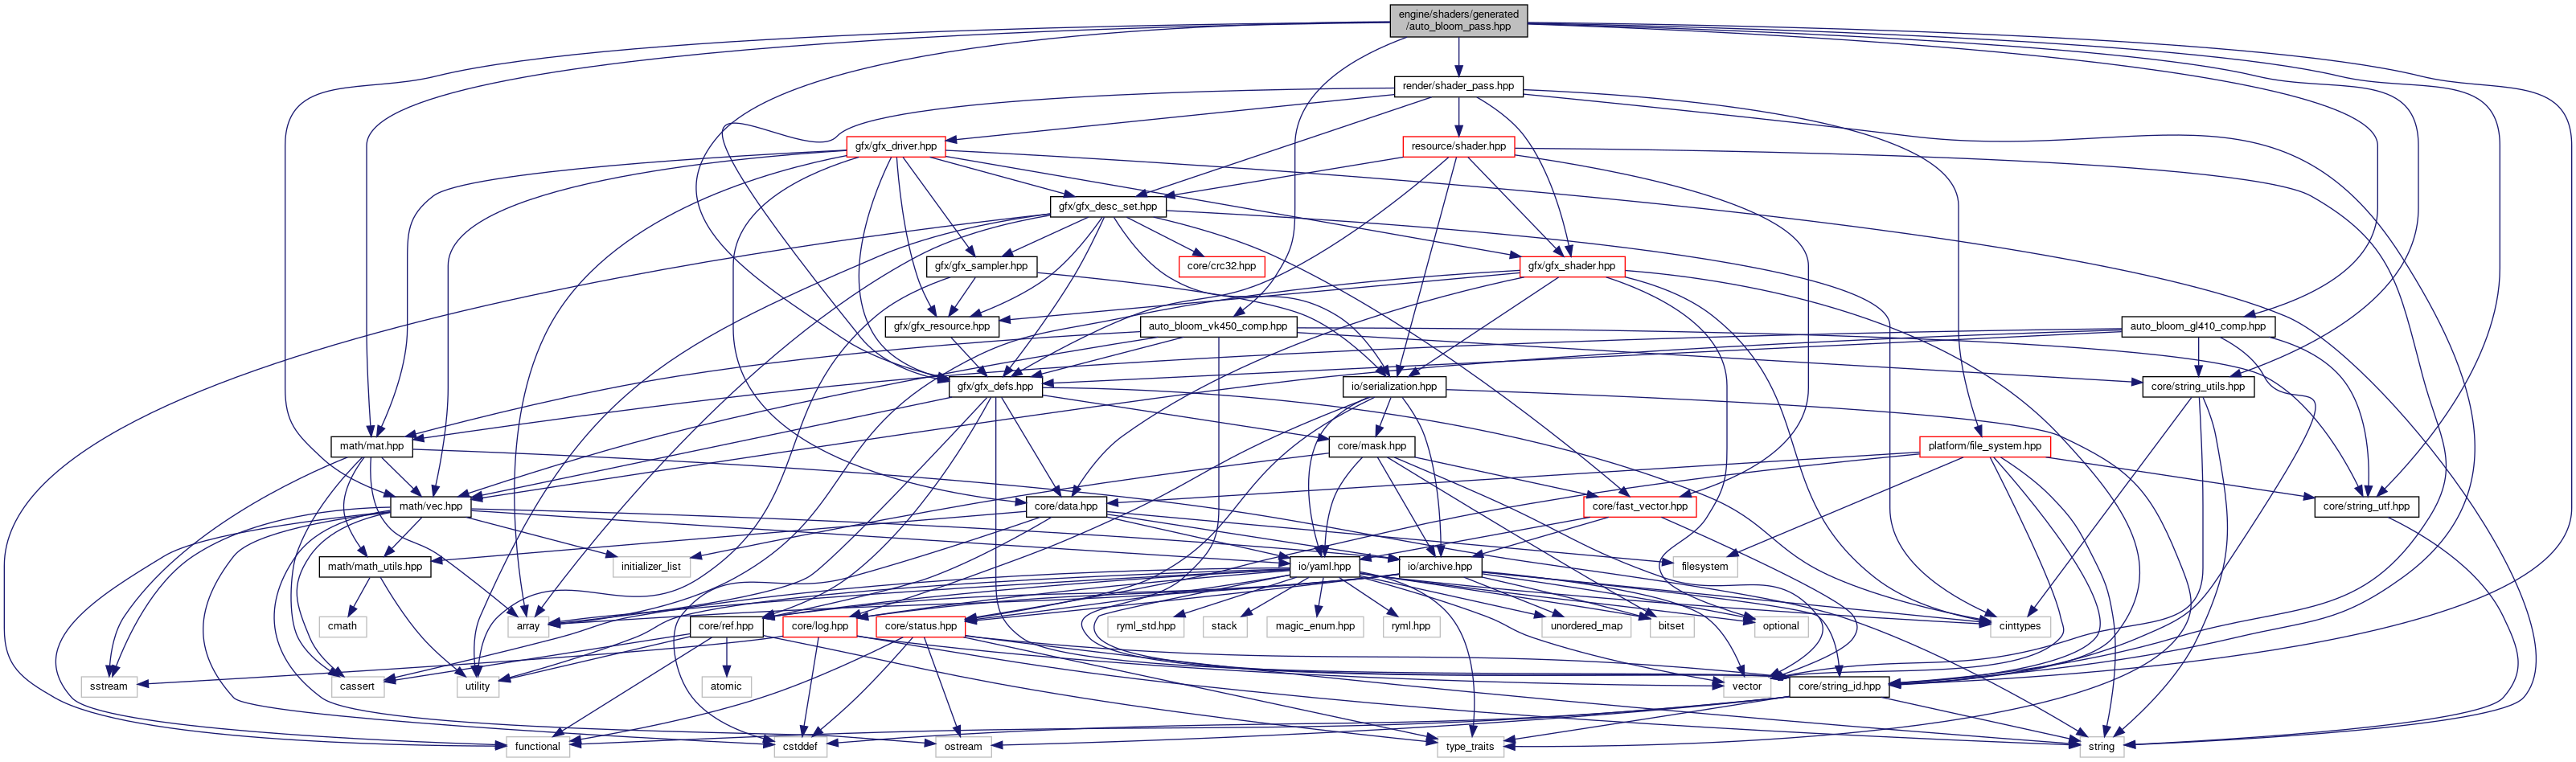 engine/shaders/generated
/auto_bloom_pass.hpp
render/shader_pass.hpp
gfx/gfx_driver.hpp
resource/shader.hpp
gfx/gfx_desc_set.hpp
gfx/gfx_sampler.hpp
core/crc32.hpp
gfx/gfx_shader.hpp
gfx/gfx_resource.hpp
auto_bloom_vk450_comp.hpp
auto_bloom_gl410_comp.hpp
gfx/gfx_defs.hpp
io/serialization.hpp
core/string_utils.hpp
math/mat.hpp
core/mask.hpp
platform/file_system.hpp
math/vec.hpp
core/data.hpp
core/fast_vector.hpp
core/string_utf.hpp
math/math_utils.hpp
initializer_list
io/yaml.hpp
io/archive.hpp
filesystem
cmath
array
core/ref.hpp
core/log.hpp
core/status.hpp
ryml_std.hpp
stack
magic_enum.hpp
ryml.hpp
unordered_map
bitset
optional
cinttypes
sstream
cassert
utility
atomic
vector
core/string_id.hpp
functional
cstddef
ostream
type_traits
string